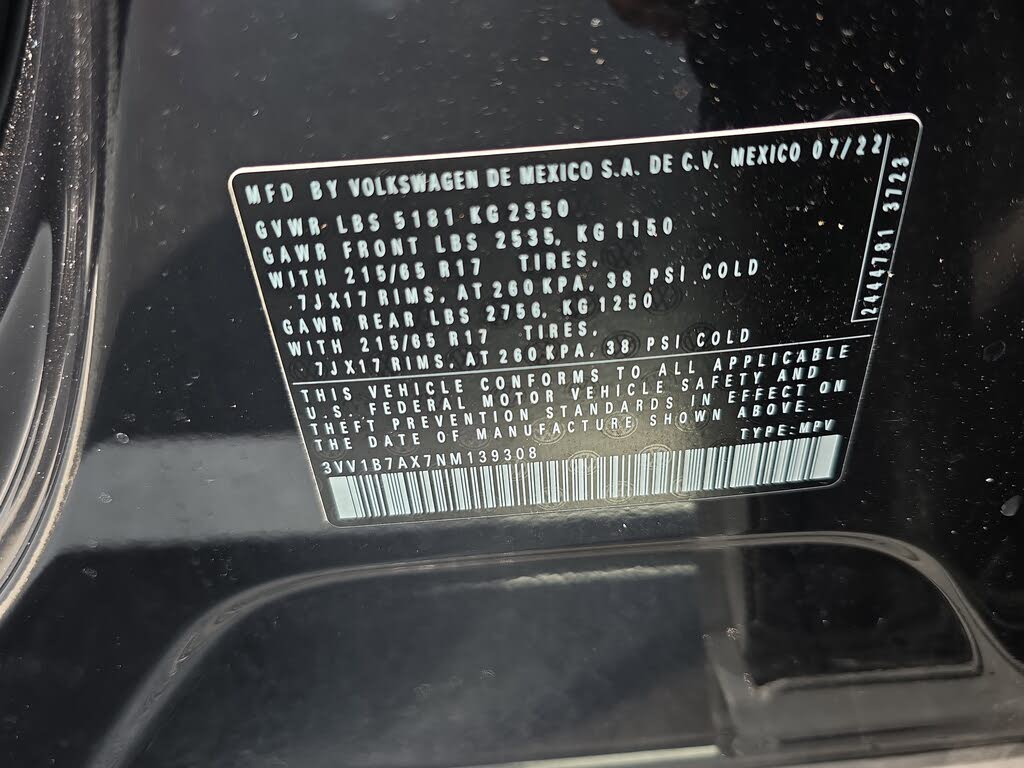 MFD BY VOLKSWAGEN DE MEXICO S.A. DE C.V. MEXICO 07/22
GVWR LBS 5181 KG 2350
GAWR FRONT LBS 2535, KG 1150
WITH 215/65 R17 TIRES,
7JX17 RIMS, AT 260 KPA, 38 PSI COLD
GAWR REAR LBS 2756, KG 1250
WITH 215/65 R17 TIRES,
7JX17 RIMS, AT 260 KPA, 38 PSI COLD
THIS VEHICLE CONFORMS TO ALL APPLICABLE
U.S. FEDERAL MOTOR VEHICLE SAFETY AND
THEFT PREVENTION STANDARDS IN EFFECT ON
THE DATE OF MANUFACTURE SHOWN ABOVE.
TYPE:MPV
3VV1B7AX7NM139308
2444781 3723